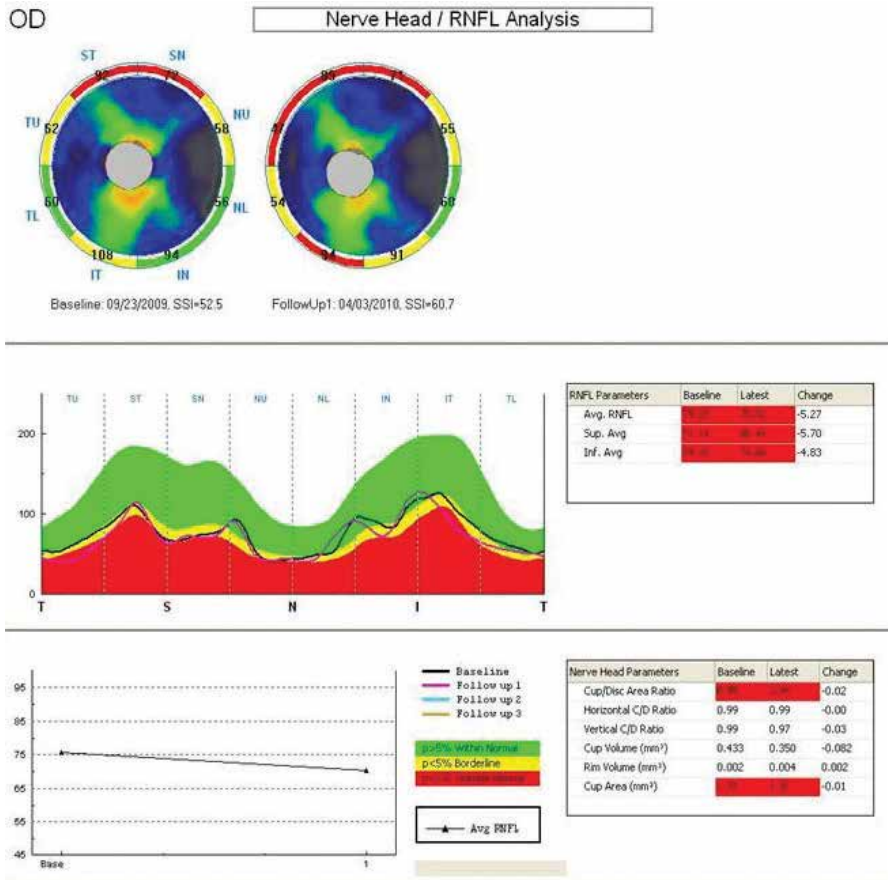 OD
Nerve Head / RNFL Analysis
ST SN
72
TU 62 58 NU
55
54
TL 56 NL
108 94
91
IT IN
Baseline: 09/23/2009, SSI=52.5 FollowUp1: 04/03/2010, SSI=60.7
TU ST SN NU NL IN IT TL
200
100
0
T S N I T
RNFL Parameters Baseline Latest Change
Avg. RNFL -5.27
Sup. Avg -5.70
Inf. Avg -4.83
95
85
75
65
55
45
Base 1
Baseline
Follow up 1
Follow up 2
Follow up 3
p>5% Within Normal
p<5% Borderline
Avg RNFL
Nerve Head Parameters Baseline Latest Change
Cup/Disc Area Ratio -0.02
Horizontal C/D Ratio 0.99 0.99 -0.00
Vertical C/D Ratio 0.99 0.97 -0.03
Cup Volume (mm³) 0.433 0.350 -0.082
Rim Volume (mm³) 0.002 0.004 0.002
Cup Area (mm²) -0.01